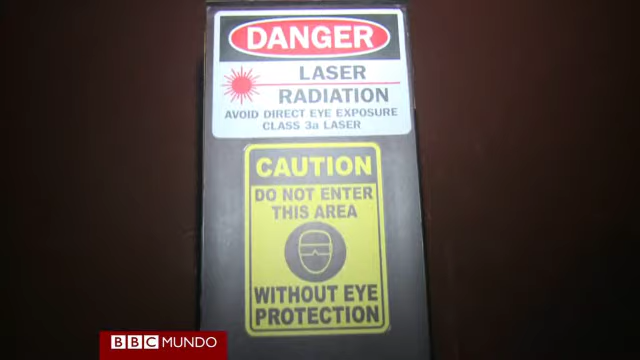 DANGER
LASER
RADIATION
AVOID DIRECT EYE EXPOSURE
CLASS 3a LASER
CAUTION
DO NOT ENTER
THIS AREA
WITHOUT EYE
PROTECTION
BBC MUNDO